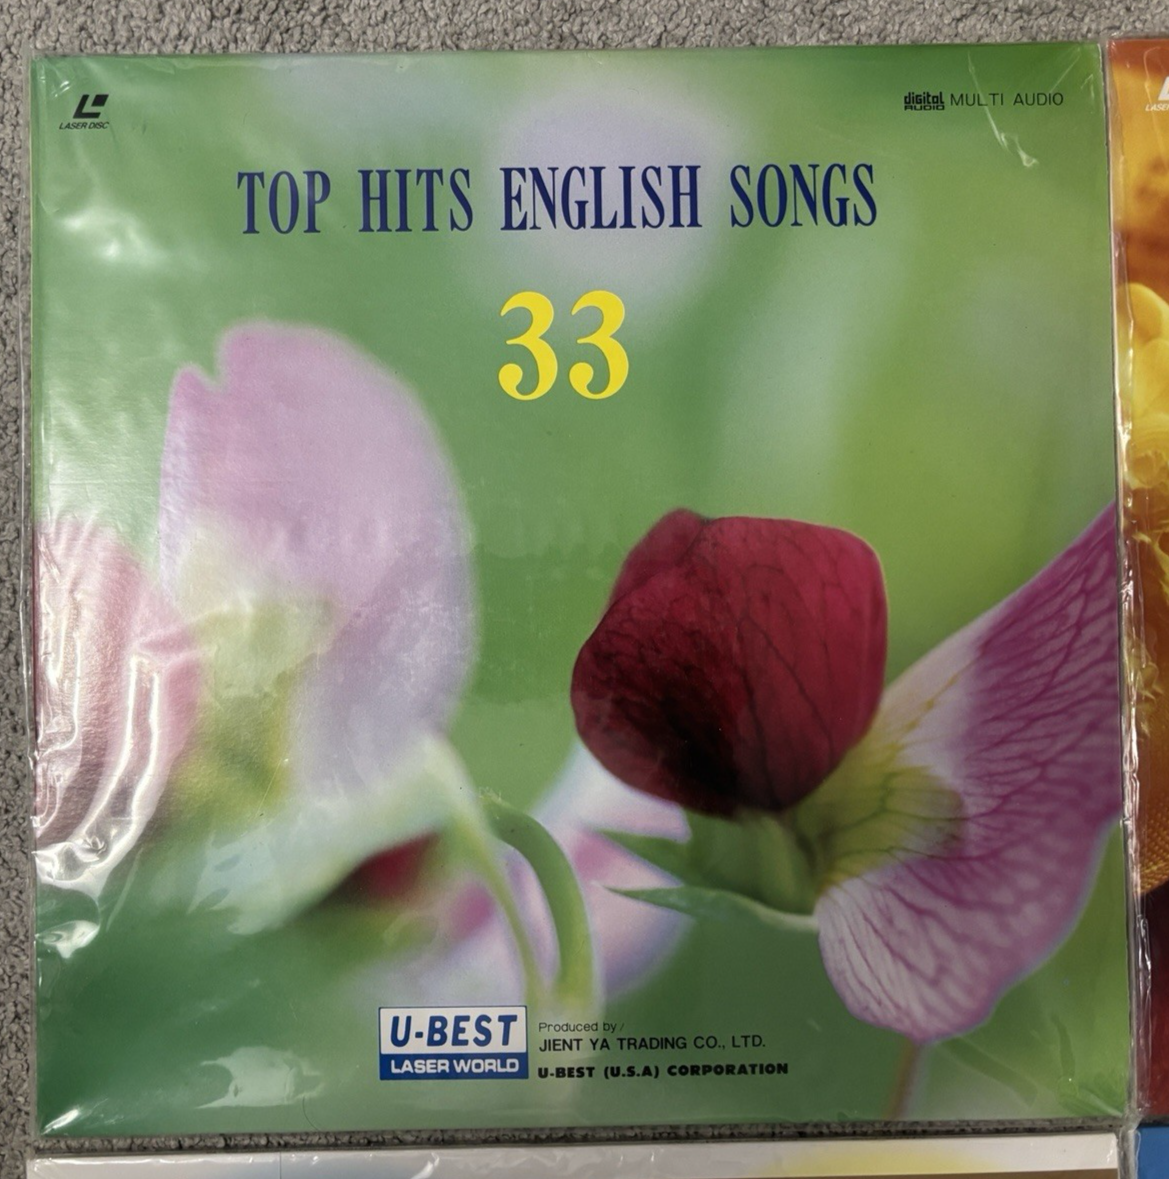 LASER DISC
digital AUDIO MULTI AUDIO
TOP HITS ENGLISH SONGS
33
U-BEST
LASER WORLD
Produced by /
JIENT YA TRADING CO., LTD.
U-BEST (U.S.A) CORPORATION